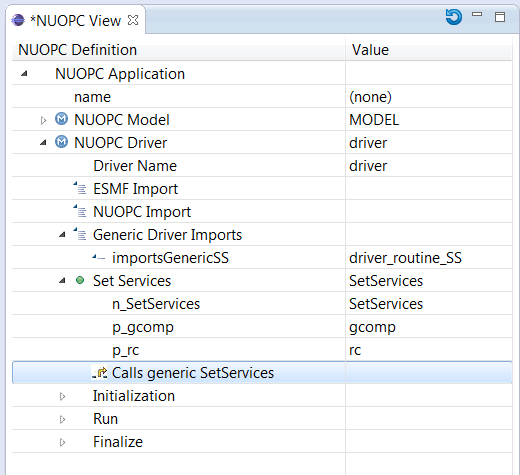 *NUOPC View
NUOPC Definition Value
NUOPC Application
name (none)
NUOPC Model MODEL
NUOPC Driver driver
Driver Name driver
ESMF Import
NUOPC Import
Generic Driver Imports
importsGenericSS driver_routine_SS
Set Services SetServices
n_SetServices SetServices
p_gcomp gcomp
p_rc rc
Calls generic SetServices
Initialization
Run
Finalize